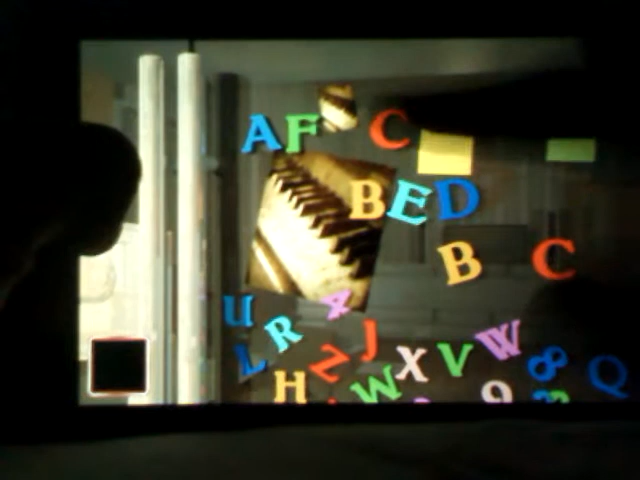 AF C
BED
B C
U R X J
L Z X V W 8 Q
H W 9